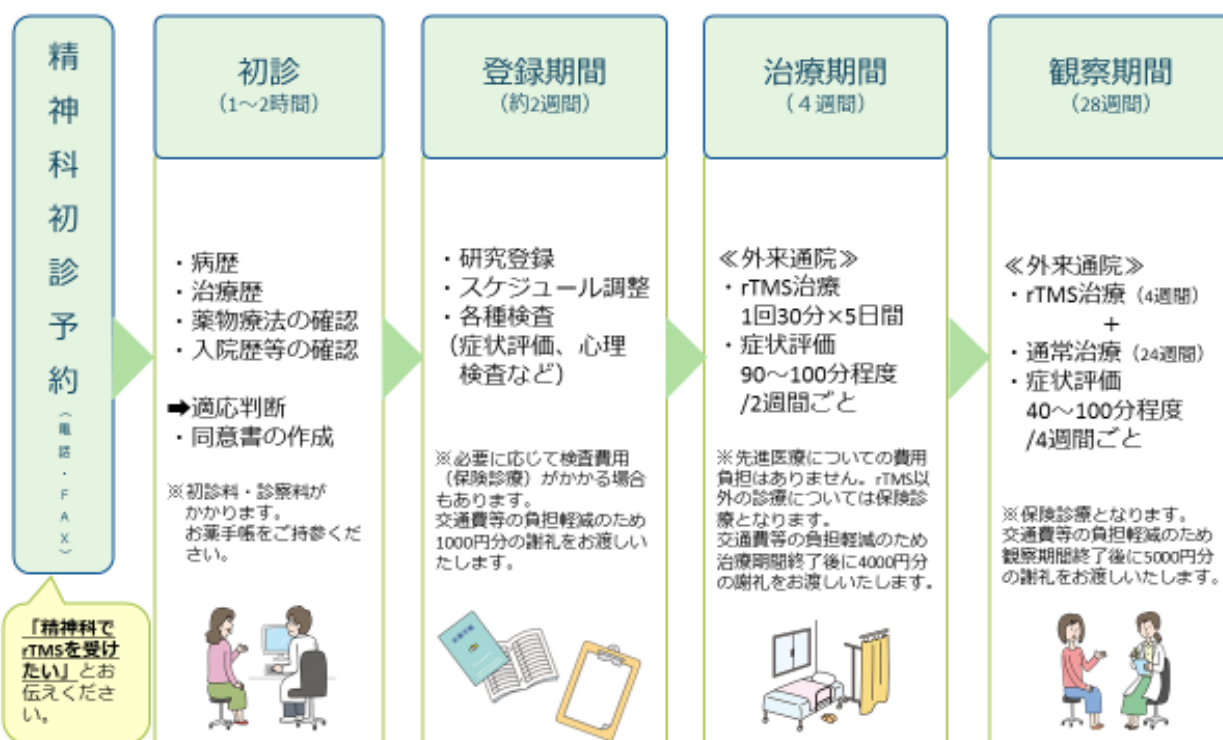 精神科初診予約(電話・FAX)
「精神科で
rTMSを受け
たい」とお
伝えくださ
い。
初診
(1～2時間)
・病歴
・治療歴
・薬物療法の確認
・入院歴等の確認
➡適応判断
・同意書の作成
※初診料・診察料が
かかります。
お薬手帳をご持参くだ
さい。
登録期間
(約2週間)
・研究登録
・スケジュール調整
・各種検査
(症状評価、心理
検査など)
※必要に応じて検査費用
(保険診療)がかかる場合
もあります。
交通費等の負担軽減のため
1000円分の謝礼をお渡しい
たします。
治療期間
(4週間)
≪外来通院≫
・rTMS治療
1回30分×5日間
・症状評価
90～100分程度
/2週間ごと
※先進医療についての費用
負担はありません。rTMS以
外の診療については保険診
療となります。
交通費等の負担軽減のため
治療期間終了後に4000円分
の謝礼をお渡しいたします。
観察期間
(28週間)
≪外来通院≫
・rTMS治療(4週間)
+
・通常治療(24週間)
・症状評価
40～100分程度
/4週間ごと
※保険診療となります。
交通費等の負担軽減のため
観察期間終了後に5000円分
の謝礼をお渡しいたします。